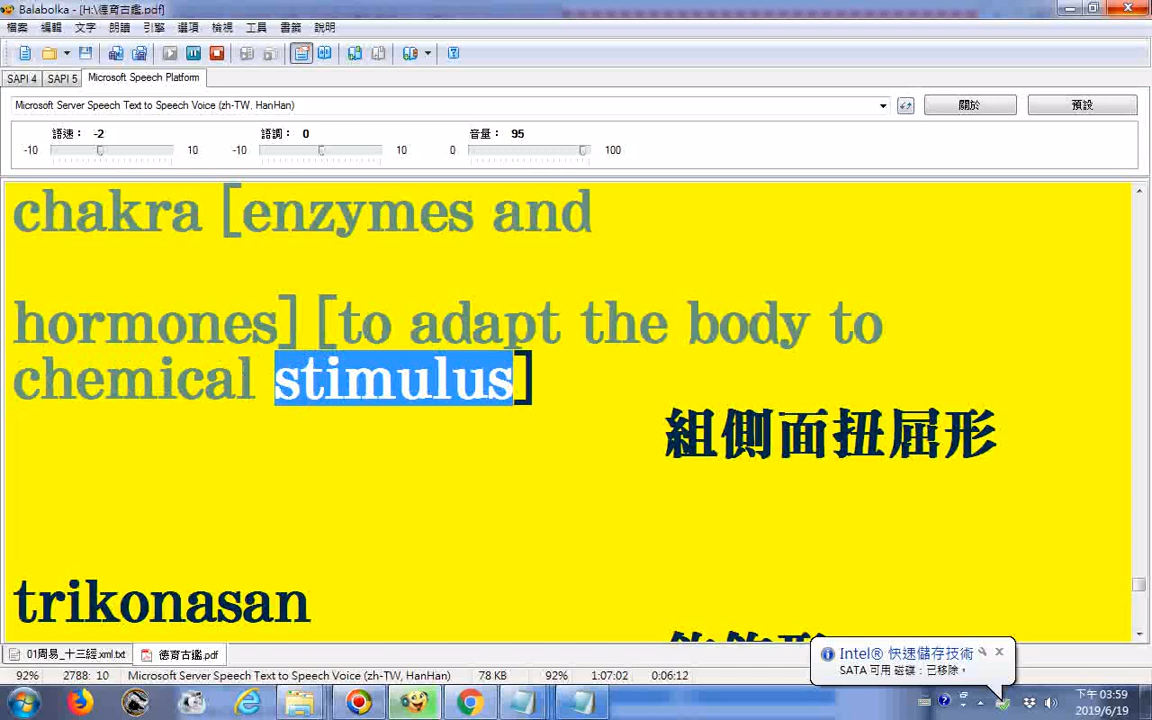 Balabolka - [H:\德育古鑑.pdf]
檔案 編輯 文字 朗讀 引擎 選項 檢視 工具 書籤 說明
SAPI 4 SAPI 5 Microsoft Speech Platform
Microsoft Server Speech Text to Speech Voice (zh-TW, HanHan)
關於 預設
語速： -2 語調： 0 音量： 95
-10 10 -10 10 0 100
chakra [enzymes and
hormones] [to adapt the body to
chemical stimulus]
組側面扭屈形
trikonasan
01周易_十三經.xml.txt 德育古鑑.pdf
Intel® 快速儲存技術
SATA 可用 磁碟：已移除。
92% 2788: 10 Microsoft Server Speech Text to Speech Voice (zh-TW, HanHan) 78 KB 92% 1:07:02 0:06:12
下午 03:59
2019/6/19